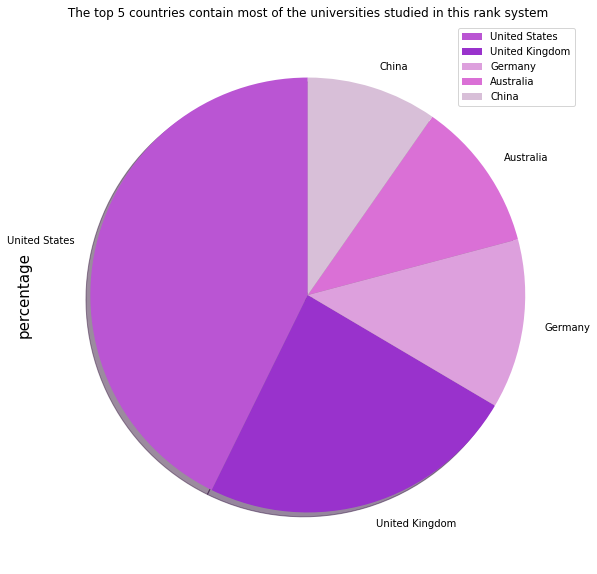 The top 5 countries contain most of the universities studied in this rank system
United States
United Kingdom
Germany
Australia
China
China
Australia
United States
percentage
Germany
United Kingdom